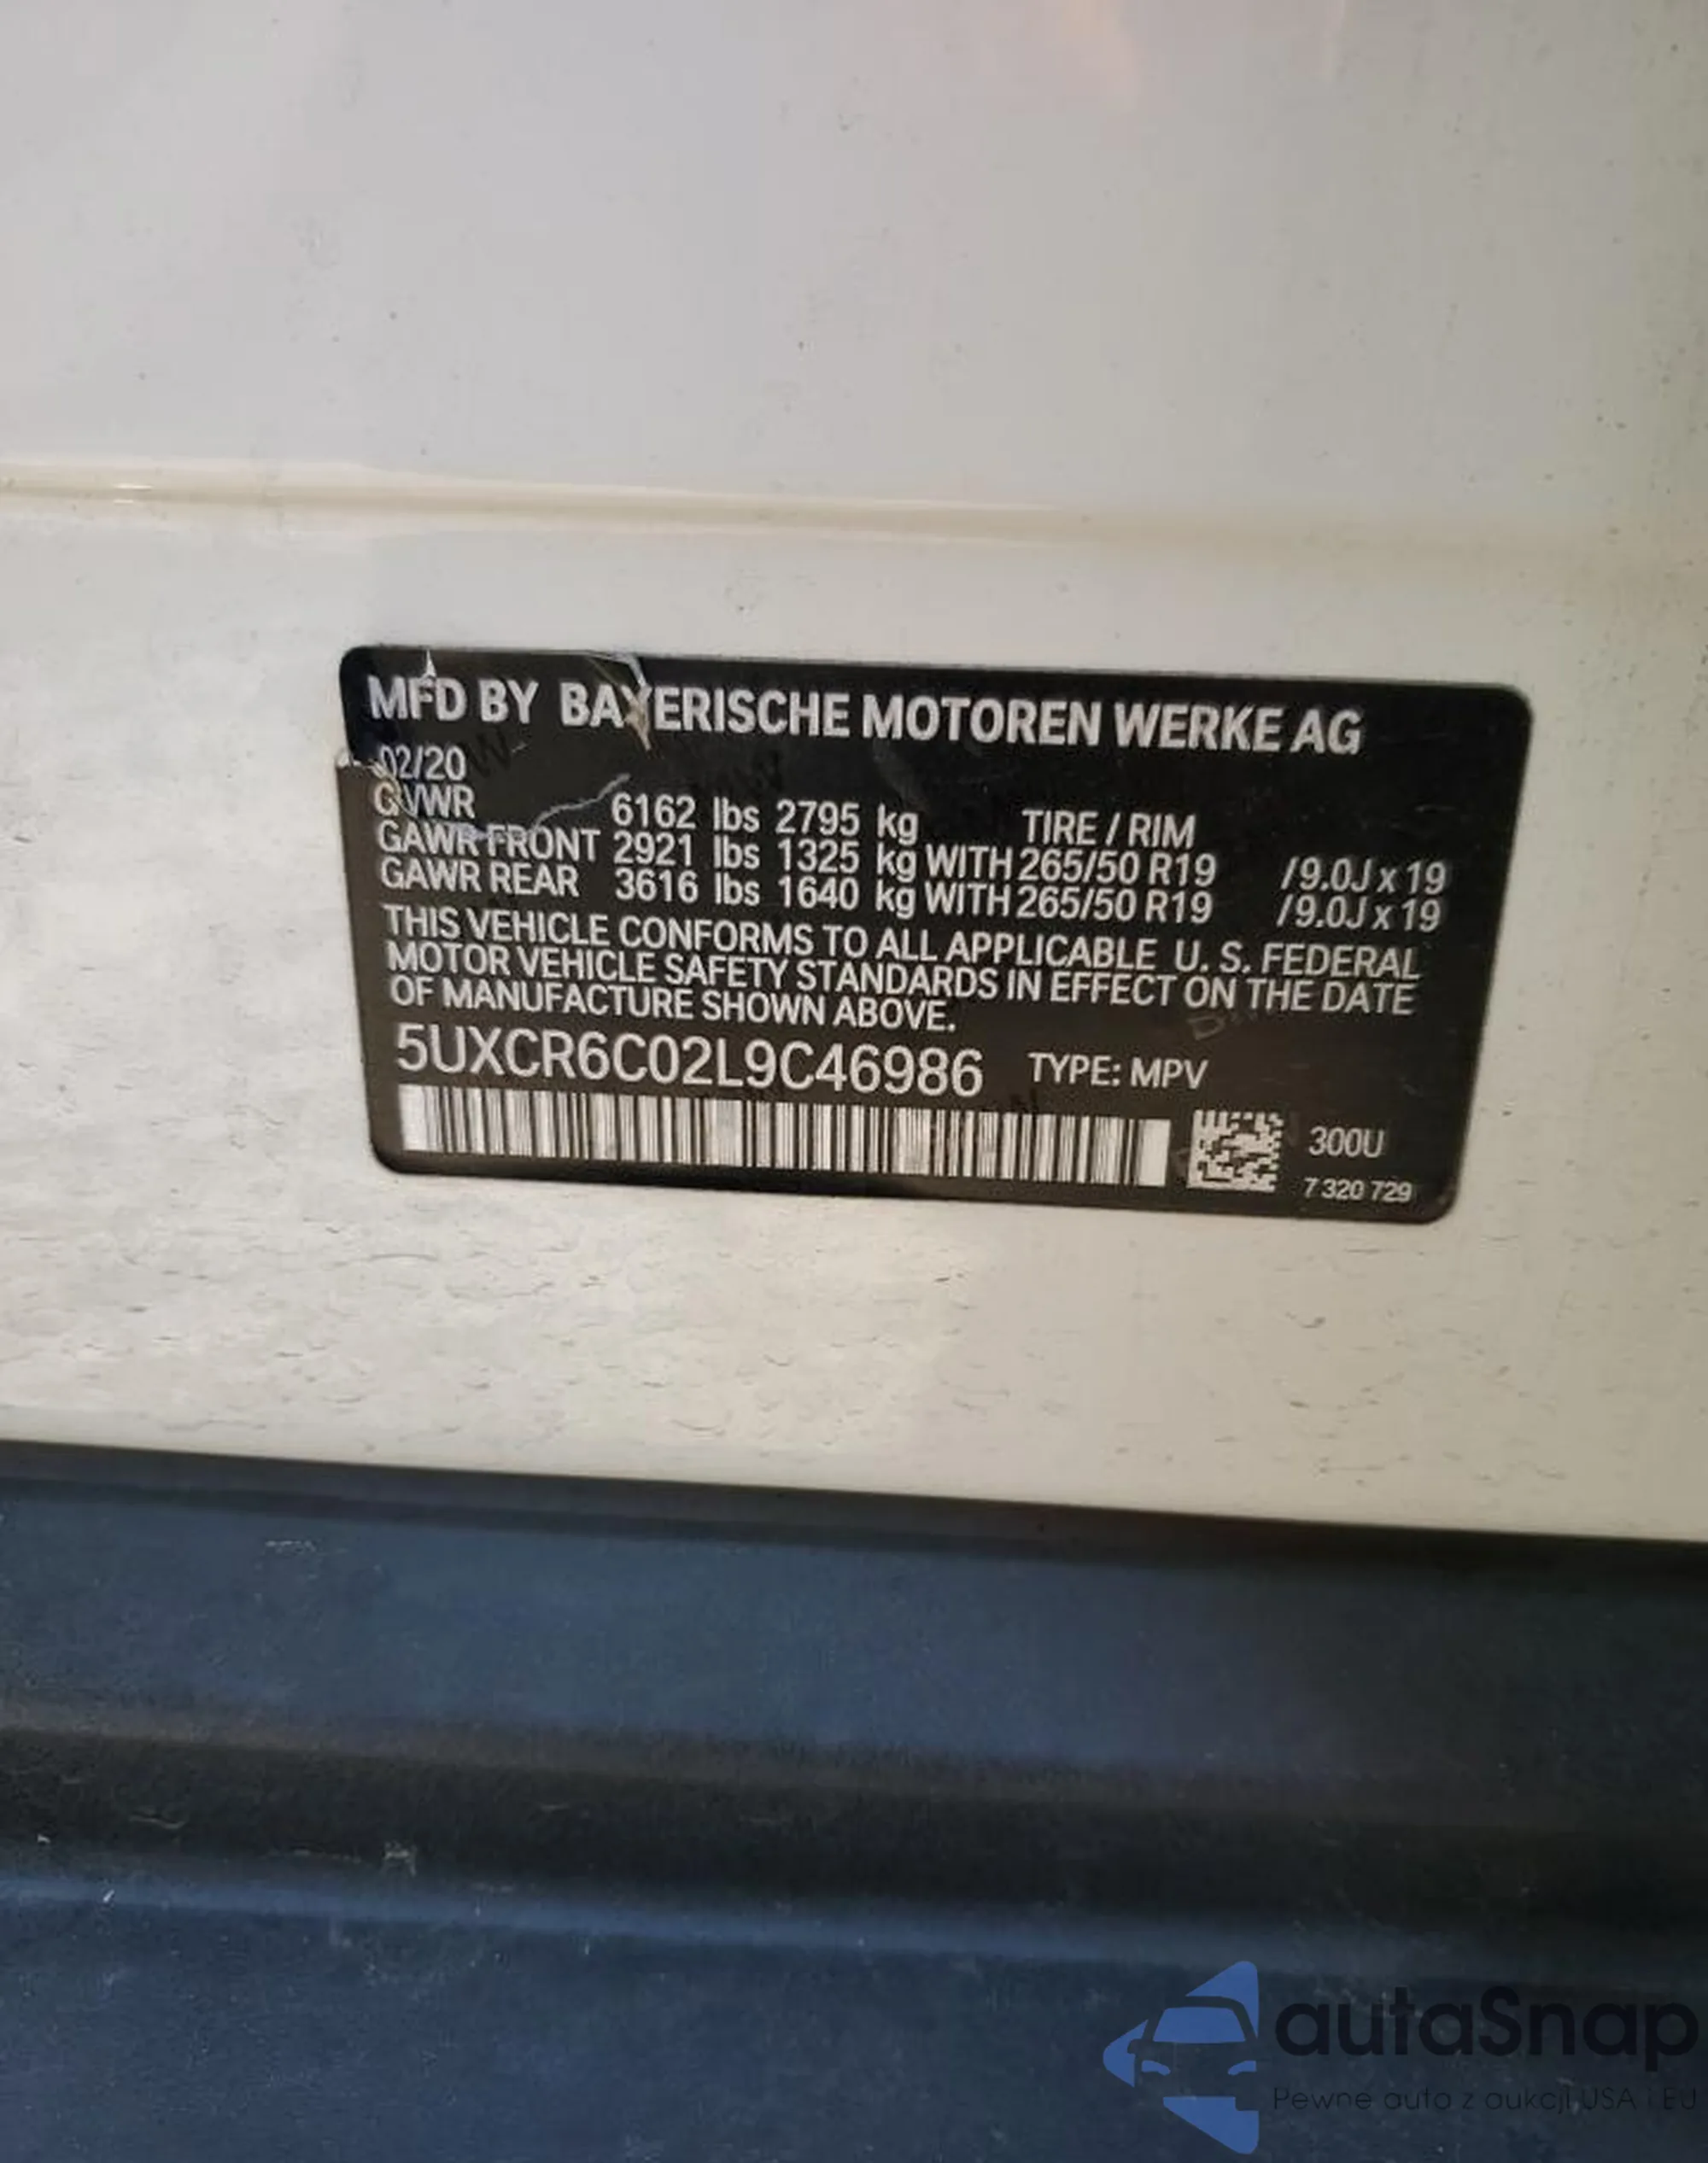 MFD BY BAYERISCHE MOTOREN WERKE AG
02/20
GVWR 6162 lbs 2795 kg TIRE / RIM
GAWR FRONT 2921 lbs 1325 kg WITH 265/50 R19 /9.0J x 19
GAWR REAR 3616 lbs 1640 kg WITH 265/50 R19 /9.0J x 19
THIS VEHICLE CONFORMS TO ALL APPLICABLE U. S. FEDERAL
MOTOR VEHICLE SAFETY STANDARDS IN EFFECT ON THE DATE
OF MANUFACTURE SHOWN ABOVE.
5UXCR6C02L9C46986 TYPE: MPV
300U
7 320 729
autaSnap
Pewne auta z aukcji USA i EU